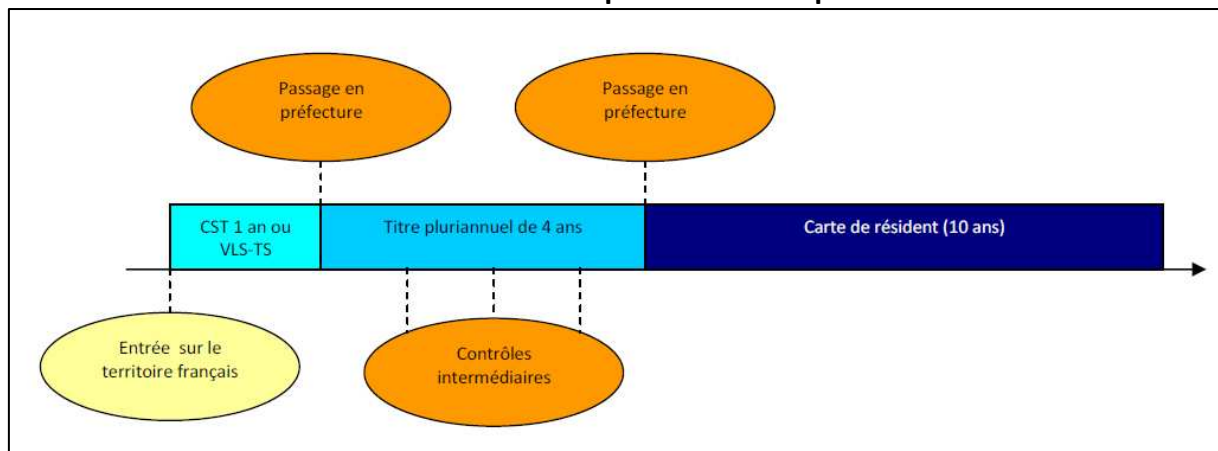 Passage en
préfecture
Passage en
préfecture
CST 1 an ou
VLS-TS
Titre pluriannuel de 4 ans
Carte de résident (10 ans)
Entrée sur le
territoire français
Contrôles
intermédiaires